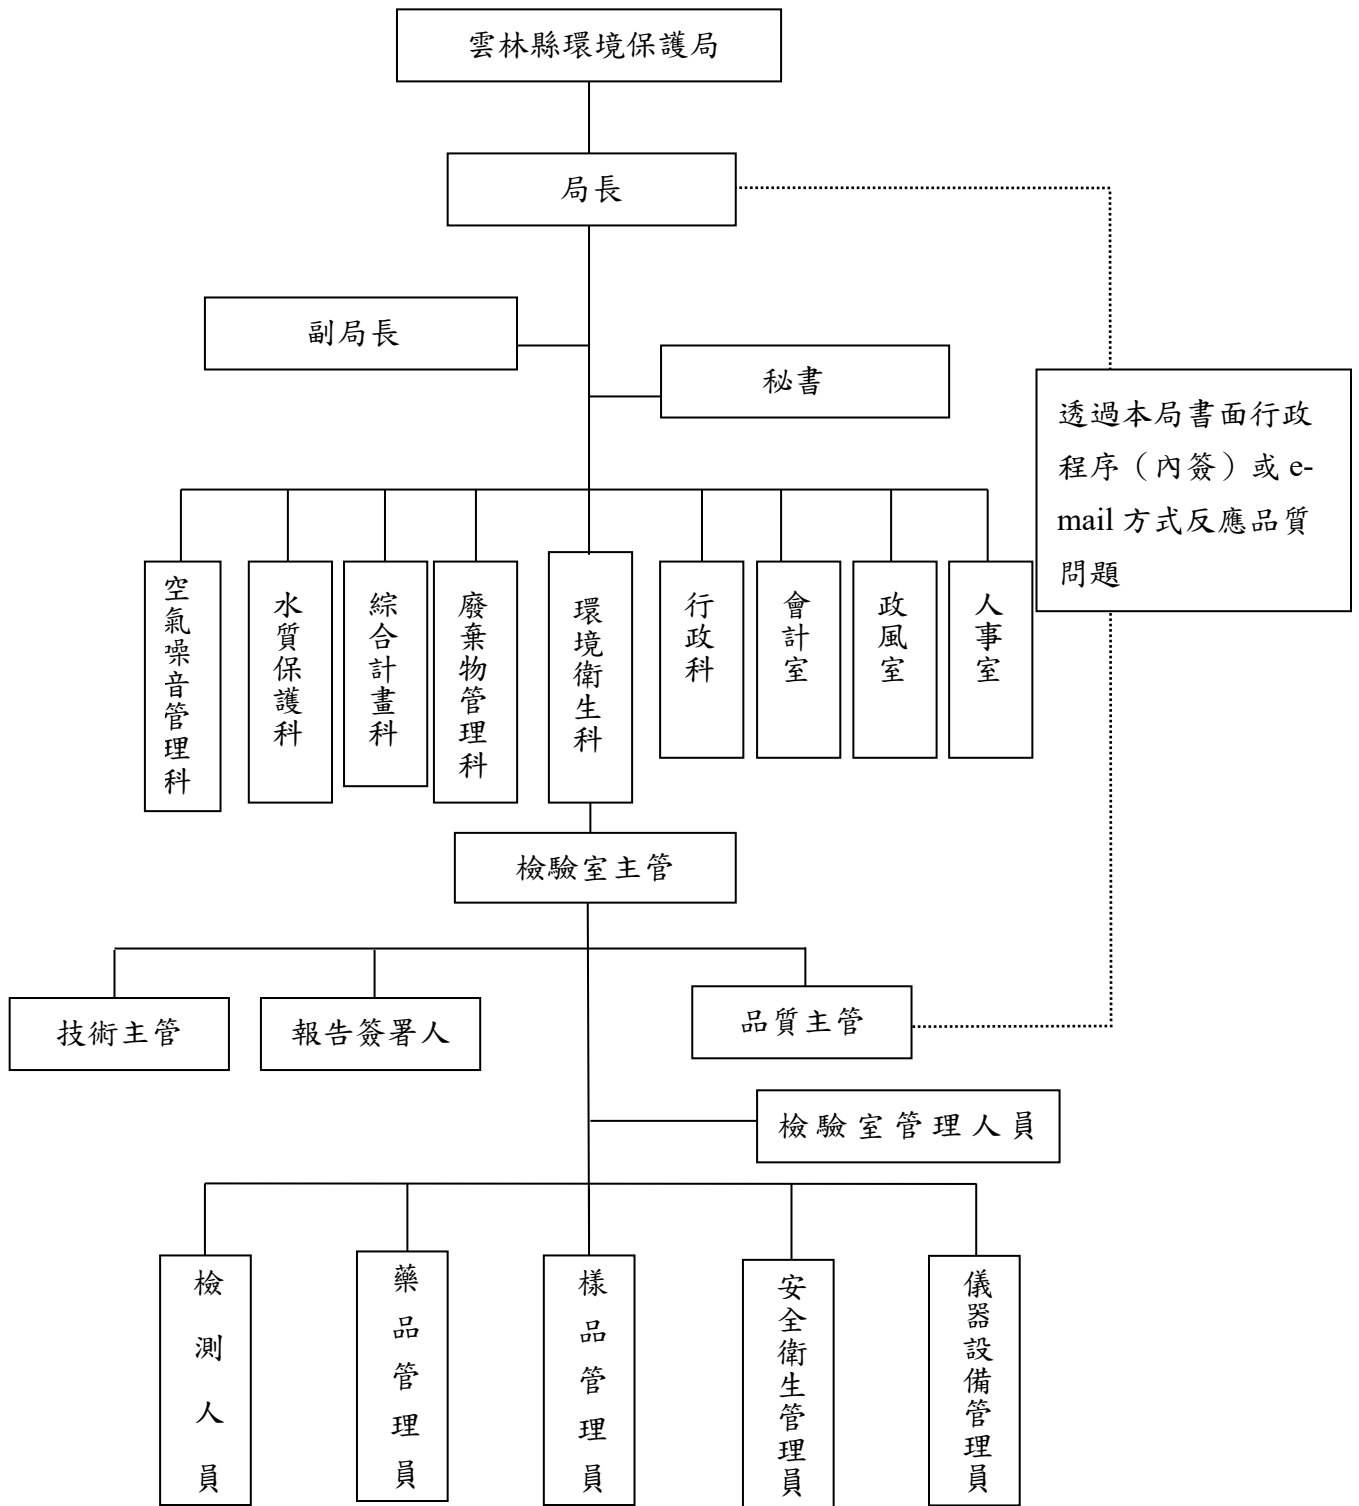 雲林縣環境保護局
局長
副局長
秘書
透過本局書面行政
程序（內簽）或 e-
mail 方式反應品質
問題
空氣噪音管理科
水質保護科
綜合計畫科
廢棄物管理科
環境衛生科
行政科
會計室
政風室
人事室
檢驗室主管
技術主管
報告簽署人
品質主管
檢驗室管理人員
檢測人員
藥品管理員
樣品管理員
安全衛生管理員
儀器設備管理員